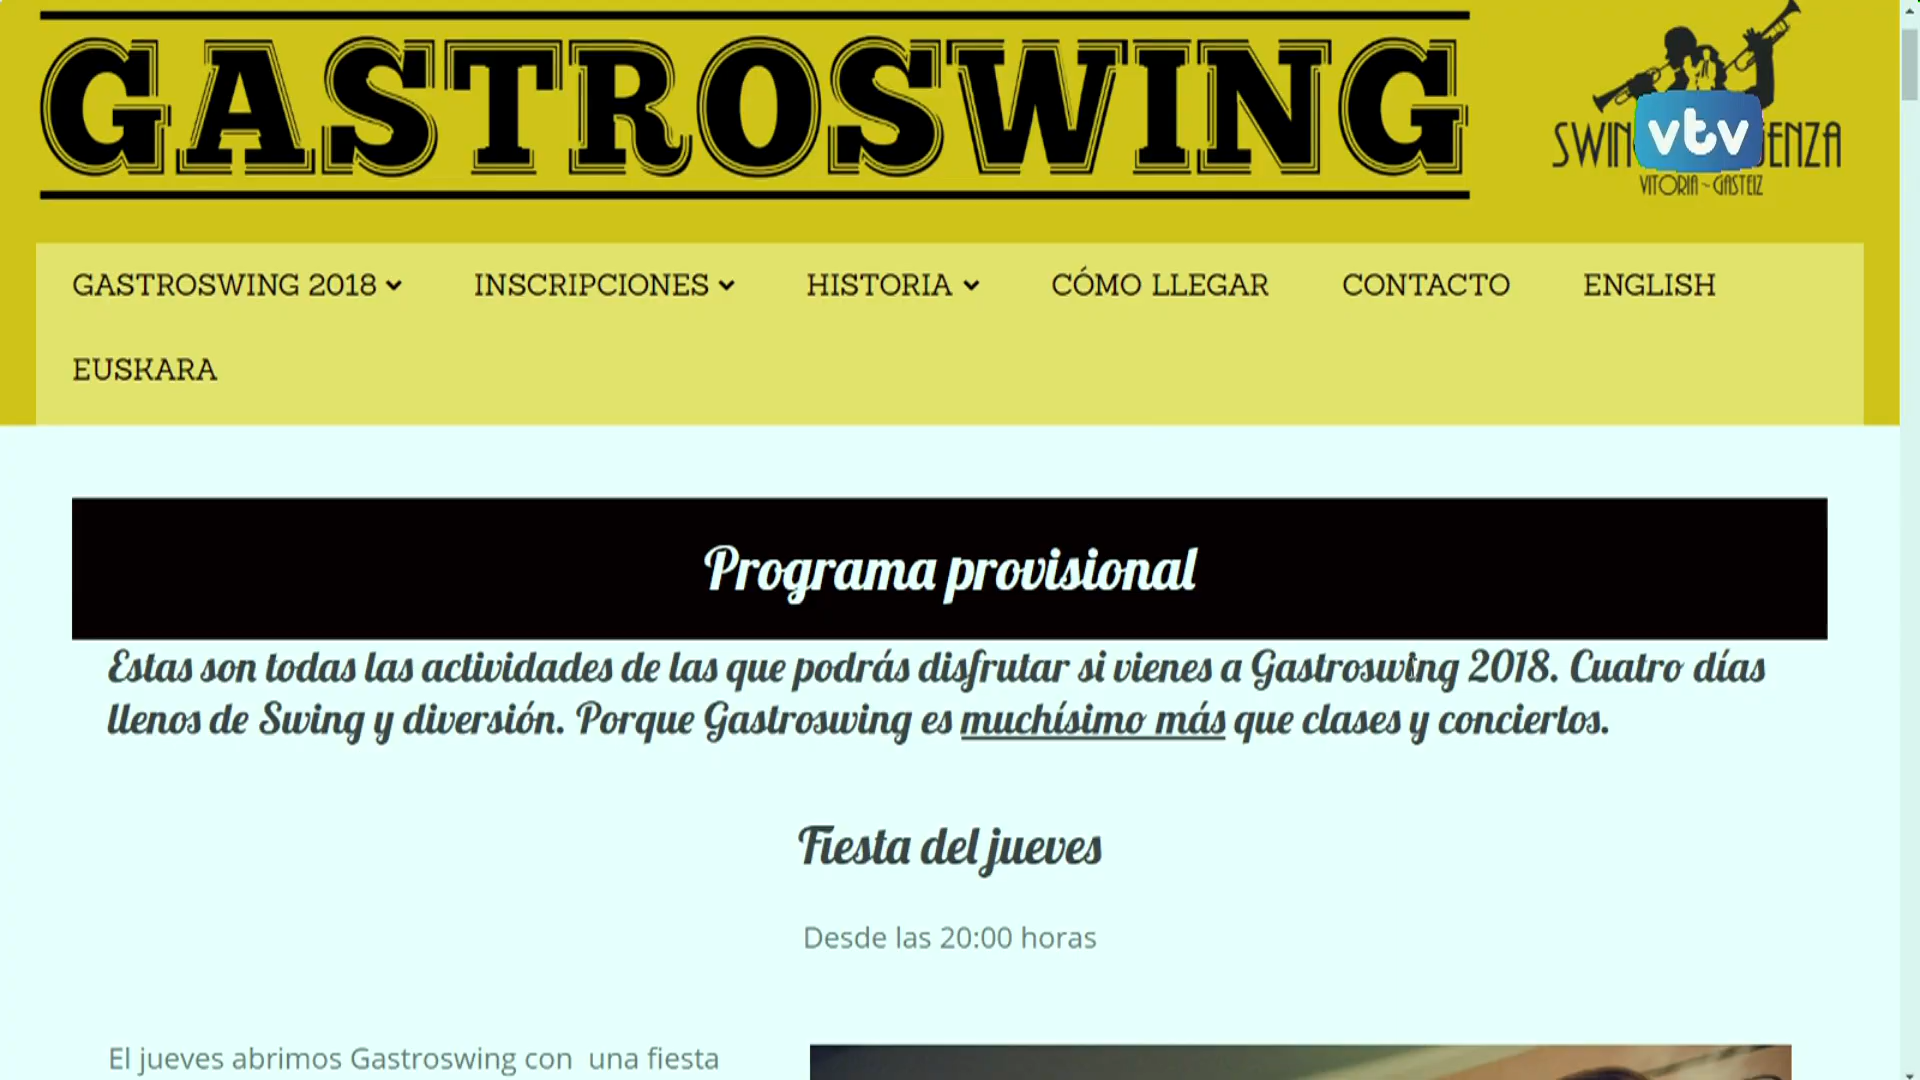 GASTROSWING
vtv
VITORIA~GASTEIZ
GASTROSWING 2018 INSCRIPCIONES HISTORIA CÓMO LLEGAR CONTACTO ENGLISH
EUSKARA
Programa provisional
Estas son todas las actividades de las que podrás disfrutar si vienes a Gastroswing 2018. Cuatro días
llenos de Swing y diversión. Porque Gastroswing es muchísimo más que clases y conciertos.
Fiesta del jueves
Desde las 20:00 horas
El jueves abrimos Gastroswing con una fiesta